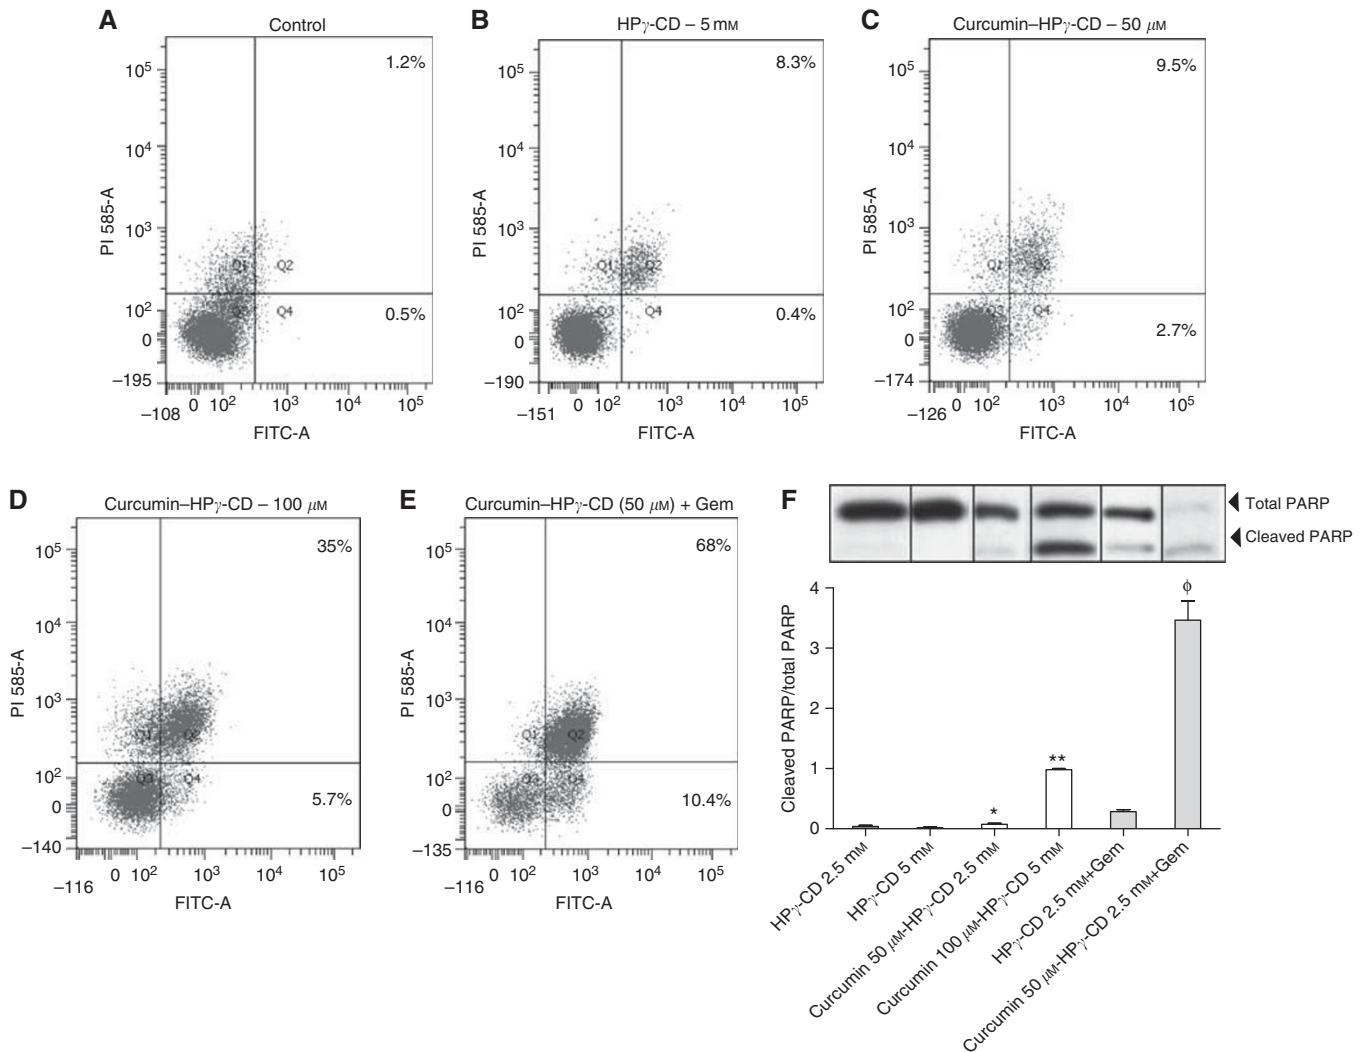 A
Control
1.2%
0.5%
Q1
Q2
Q3
Q4
PI 585-A
10⁵
10⁴
10³
10²
0
–195
–108
0
10²
10³
10⁴
10⁵
FITC-A
B
HPγ-CD – 5 mM
8.3%
0.4%
Q1
Q2
Q3
Q4
PI 585-A
10⁵
10⁴
10³
10²
0
–190
–151
0
10²
10³
10⁴
10⁵
FITC-A
C
Curcumin–HPγ-CD – 50 µM
9.5%
2.7%
Q1
Q2
Q3
Q4
PI 585-A
10⁵
10⁴
10³
10²
0
–174
–126
0
10²
10³
10⁴
10⁵
FITC-A
D
Curcumin–HPγ-CD – 100 µM
35%
5.7%
Q1
Q2
Q3
Q4
PI 585-A
10⁵
10⁴
10³
10²
0
–140
–116
0
10²
10³
10⁴
10⁵
FITC-A
E
Curcumin–HPγ-CD (50 µM) + Gem
68%
10.4%
Q1
Q2
Q3
Q4
PI 585-A
10⁵
10⁴
10³
10²
0
–135
–116
0
10²
10³
10⁴
10⁵
FITC-A
F
Total PARP
Cleaved PARP
Cleaved PARP/total PARP
4
3
2
1
0
*
**
ϕ
HPγ-CD 2.5 mM
HPγ-CD 5 mM
Curcumin 50 µM-HPγ-CD 2.5 mM
Curcumin 100 µM-HPγ-CD 5 mM
HPγ-CD 2.5 mM+Gem
Curcumin 50 µM-HPγ-CD 2.5 mM+Gem